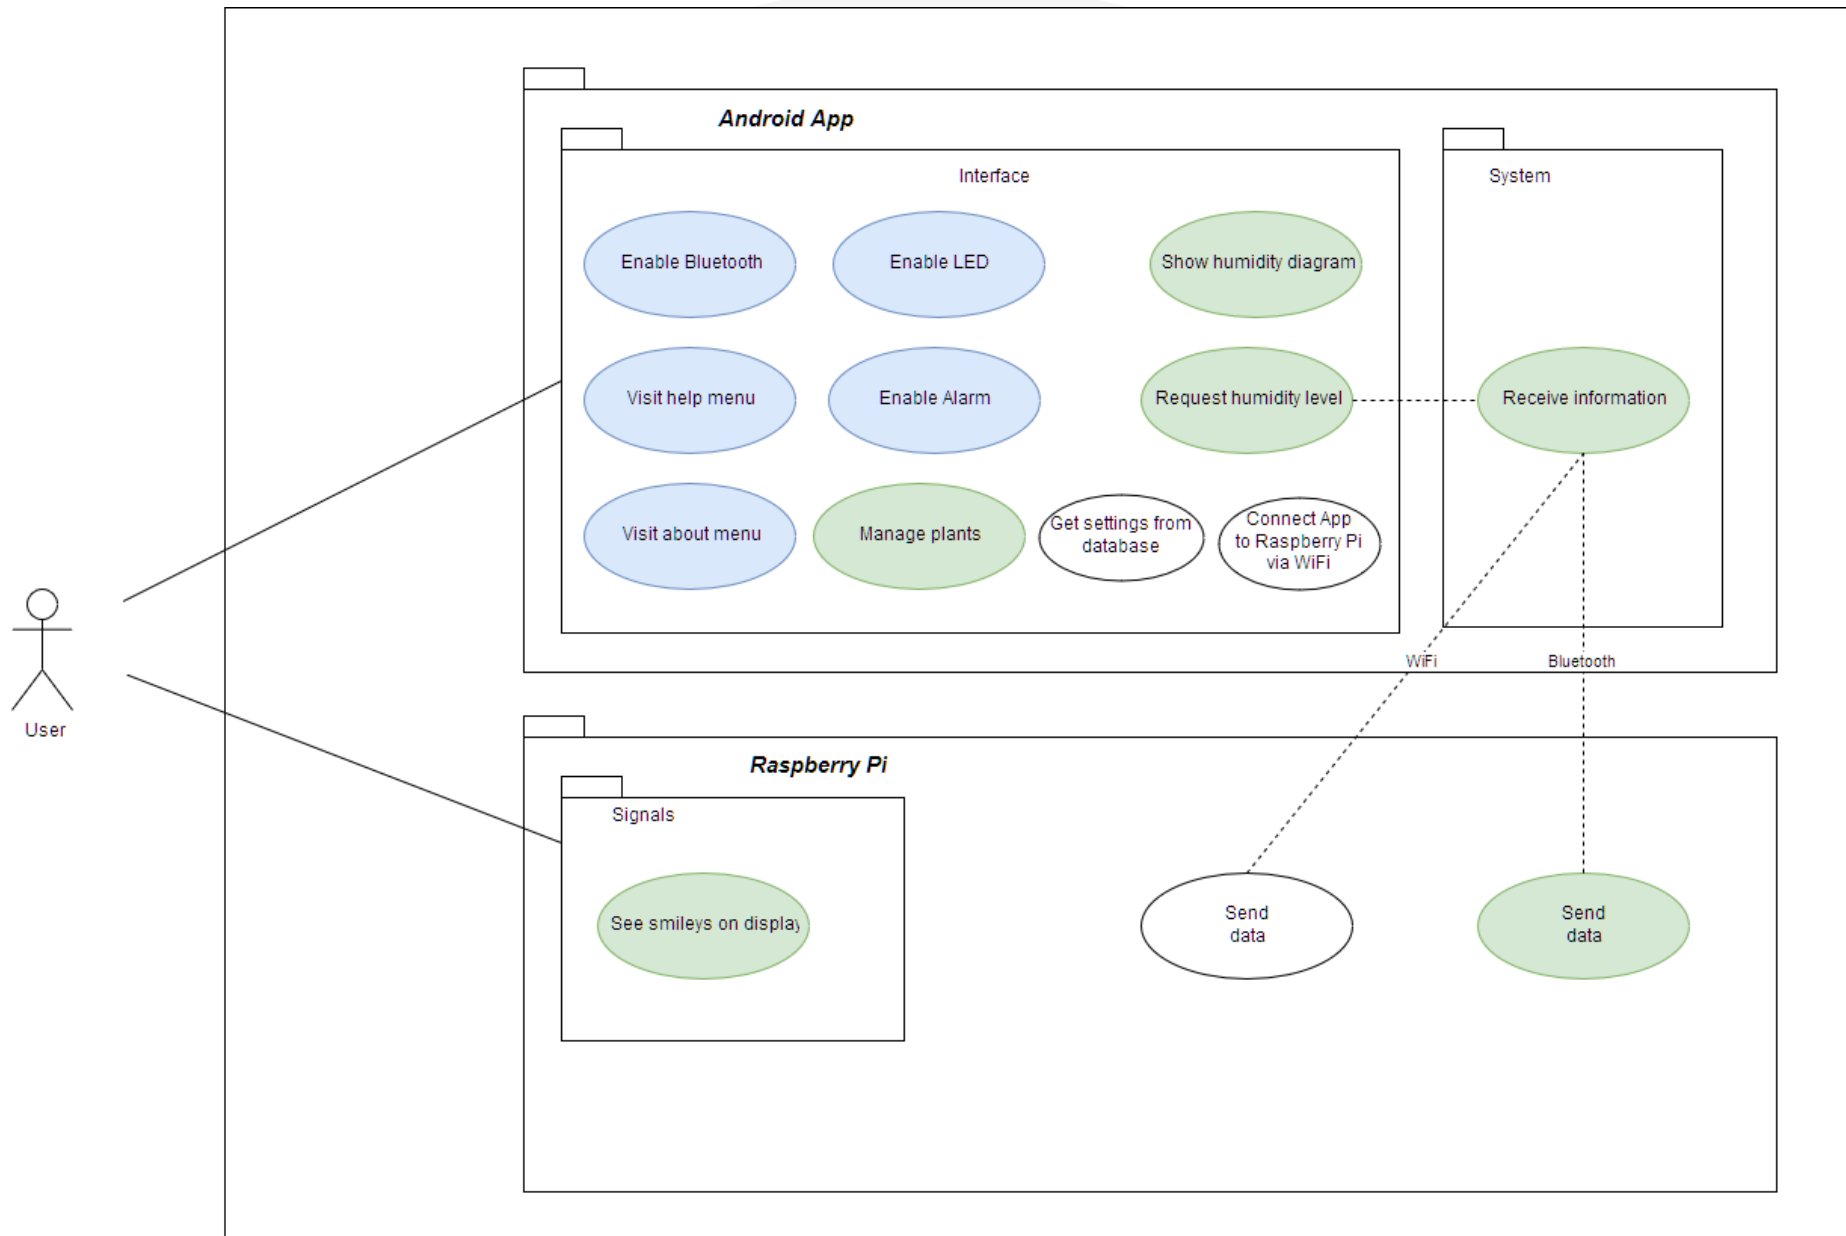 Android App
Interface
System
Enable Bluetooth
Enable LED
Show humidity diagram
Visit help menu
Enable Alarm
Request humidity level
Receive information
Visit about menu
Manage plants
Get settings from
database
Connect App
to Raspberry Pi
via WiFi
WiFi
Bluetooth
User
Raspberry Pi
Signals
See smileys on display
Send
data
Send
data